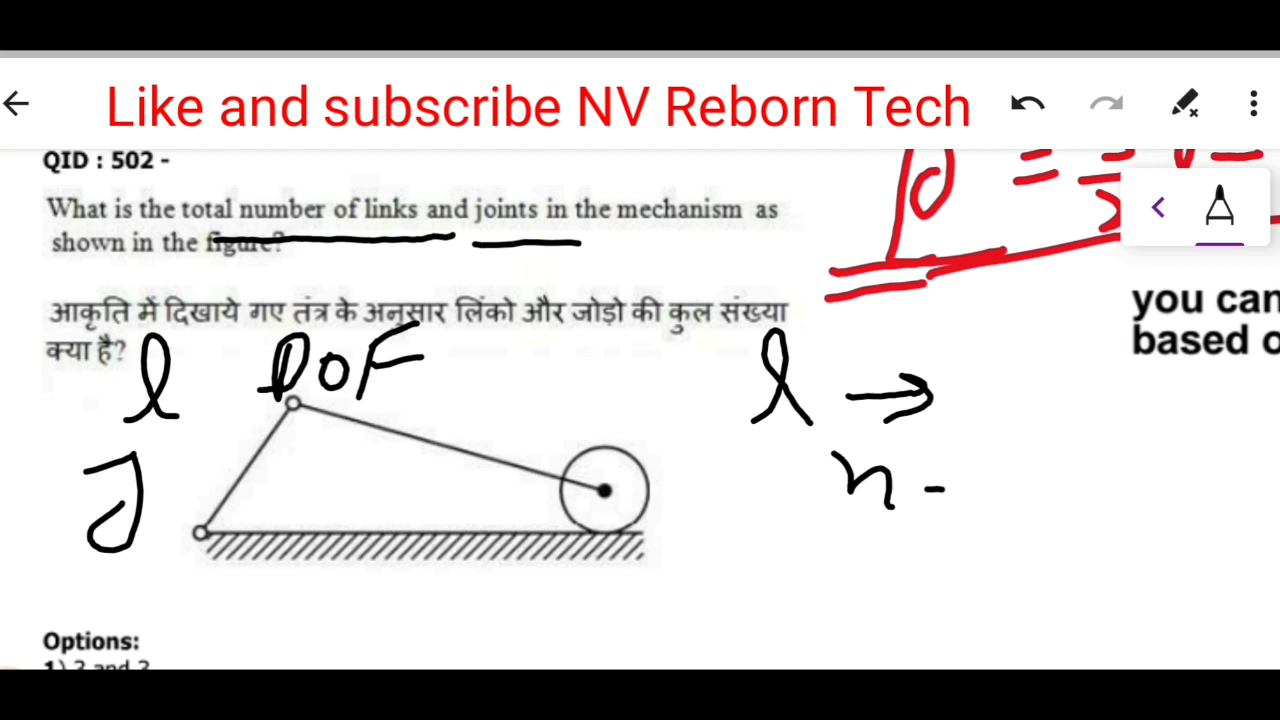 Like and subscribe NV Reborn Tech
QID : 502 -
What is the total number of links and joints in the mechanism as
shown in the figure?
you can
based o
आकृति में दिखाये गए तंत्र के अनुसार लिंको और जोड़ो की कुल संख्या
क्या है?
l DOF l →
J n -
Options: